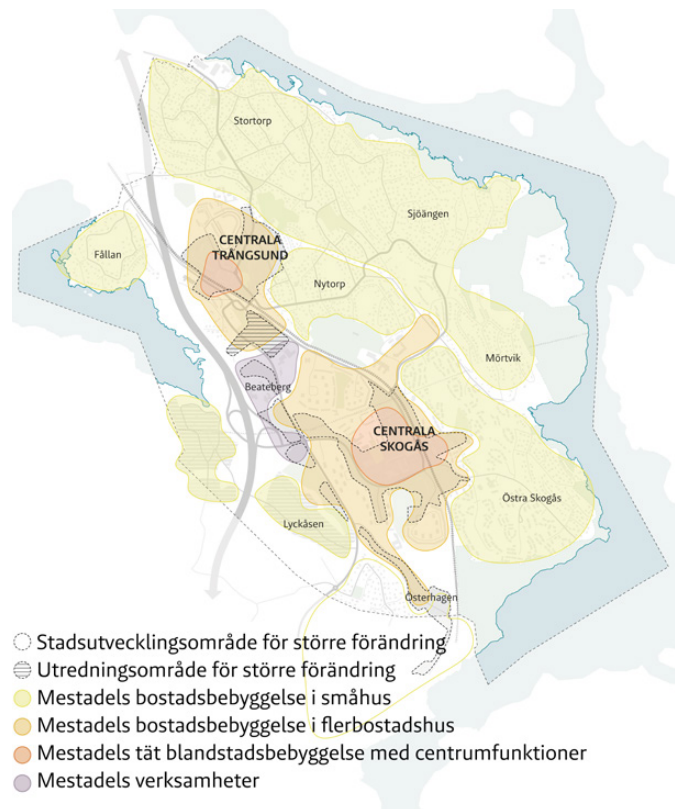 Stortorp
Sjöängen
CENTRALA
TRÅNGSUND
Fållan
Nytorp
Mörtvik
Beateberg
CENTRALA
SKOGÅS
Östra Skogås
Lyckåsen
Österhagen
Stadsutvecklingsområde för större förändring
Utredningsområde för större förändring
Mestadels bostadsbebyggelse i småhus
Mestadels bostadsbebyggelse i flerbostadshus
Mestadels tät blandstadsbebyggelse med centrumfunktioner
Mestadels verksamheter